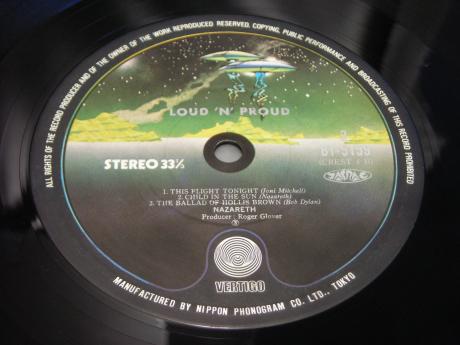 ALL RIGHTS OF THE RECORD PRODUCER AND OF THE OWNER OF THE WORK REPRODUCED RESERVED. COPYING, PUBLIC PERFORMANCE AND BROADCASTING OF THIS RECORD PROHIBITED
LOUD 'N' PROUD
STEREO 33⅓
1. THIS FLIGHT TONIGHT (Joni Mitchell)
2. CHILD IN THE SUN (Nazareth)
3. THE BALLAD OF HOLLIS BROWN (Bob Dylan)
NAZARETH
Producer : Roger Glover
Ⓟ
VERTIGO
MANUFACTURED BY NIPPON PHONOGRAM CO. LTD., TOKYO